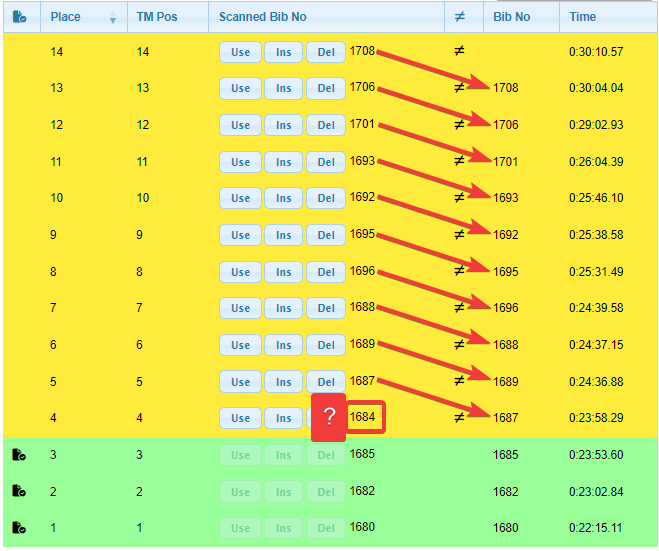 Place TM Pos Scanned Bib No ≠ Bib No Time
14 14 Use Ins Del 1708 ≠ 0:30:10.57
13 13 Use Ins Del 1706 ≠ 1708 0:30:04.04
12 12 Use Ins Del 1701 ≠ 1706 0:29:02.93
11 11 Use Ins Del 1693 ≠ 1701 0:26:04.39
10 10 Use Ins Del 1692 ≠ 1693 0:25:46.10
9 9 Use Ins Del 1695 ≠ 1692 0:25:38.58
8 8 Use Ins Del 1696 ≠ 1695 0:25:31.49
7 7 Use Ins Del 1688 ≠ 1696 0:24:39.58
6 6 Use Ins Del 1689 ≠ 1688 0:24:37.15
5 5 Use Ins Del 1687 ≠ 1689 0:24:36.88
4 4 Use Ins ? 1684 ≠ 1687 0:23:58.29
3 3 Use Ins Del 1685 1685 0:23:53.60
2 2 Use Ins Del 1682 1682 0:23:02.84
1 1 Use Ins Del 1680 1680 0:22:15.11